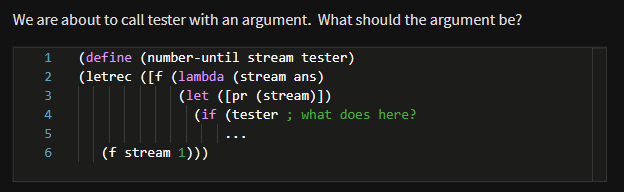 We are about to call tester with an argument. What should the argument be?
1 (define (number-until stream tester)
2 (letrec ([f (lambda (stream ans)
3 (let ([pr (stream)])
4 (if (tester ; what does here?
5 ...
6 (f stream 1)))